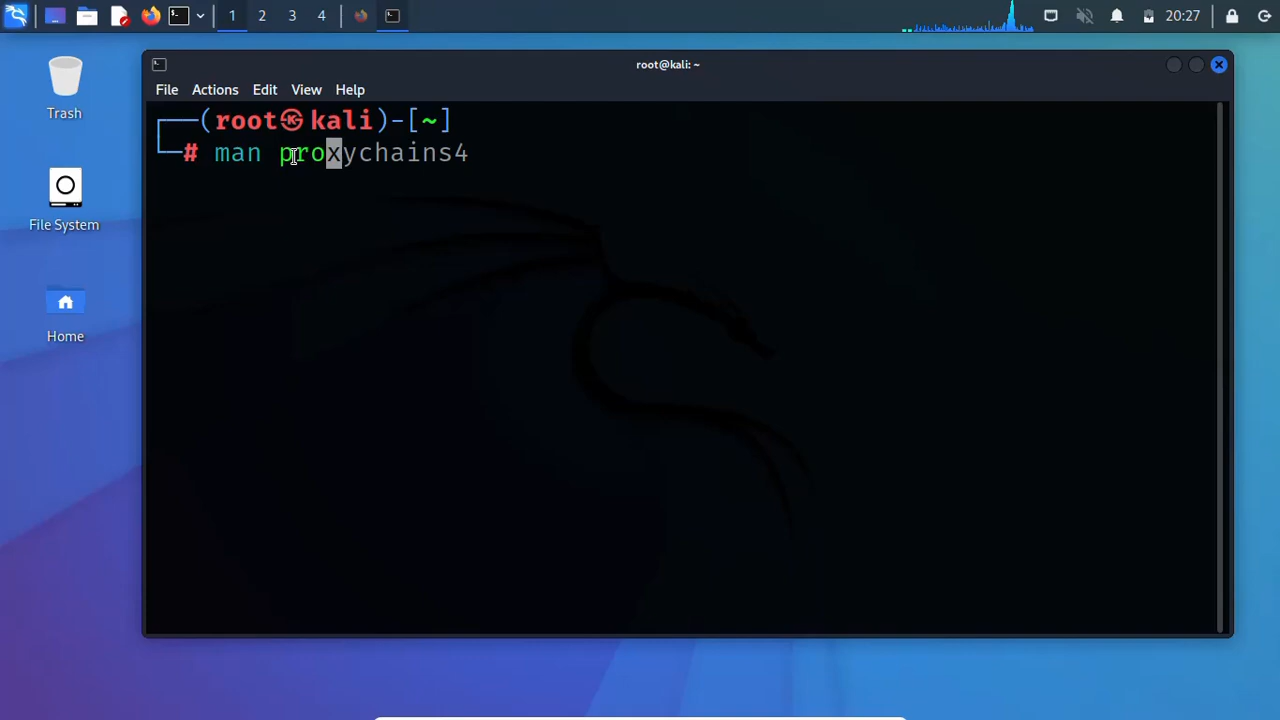 1 2 3 4 20:27
root@kali: ~
File Actions Edit View Help
(root㉿kali)-[~]
# man proxychains4
Trash
File System
Home